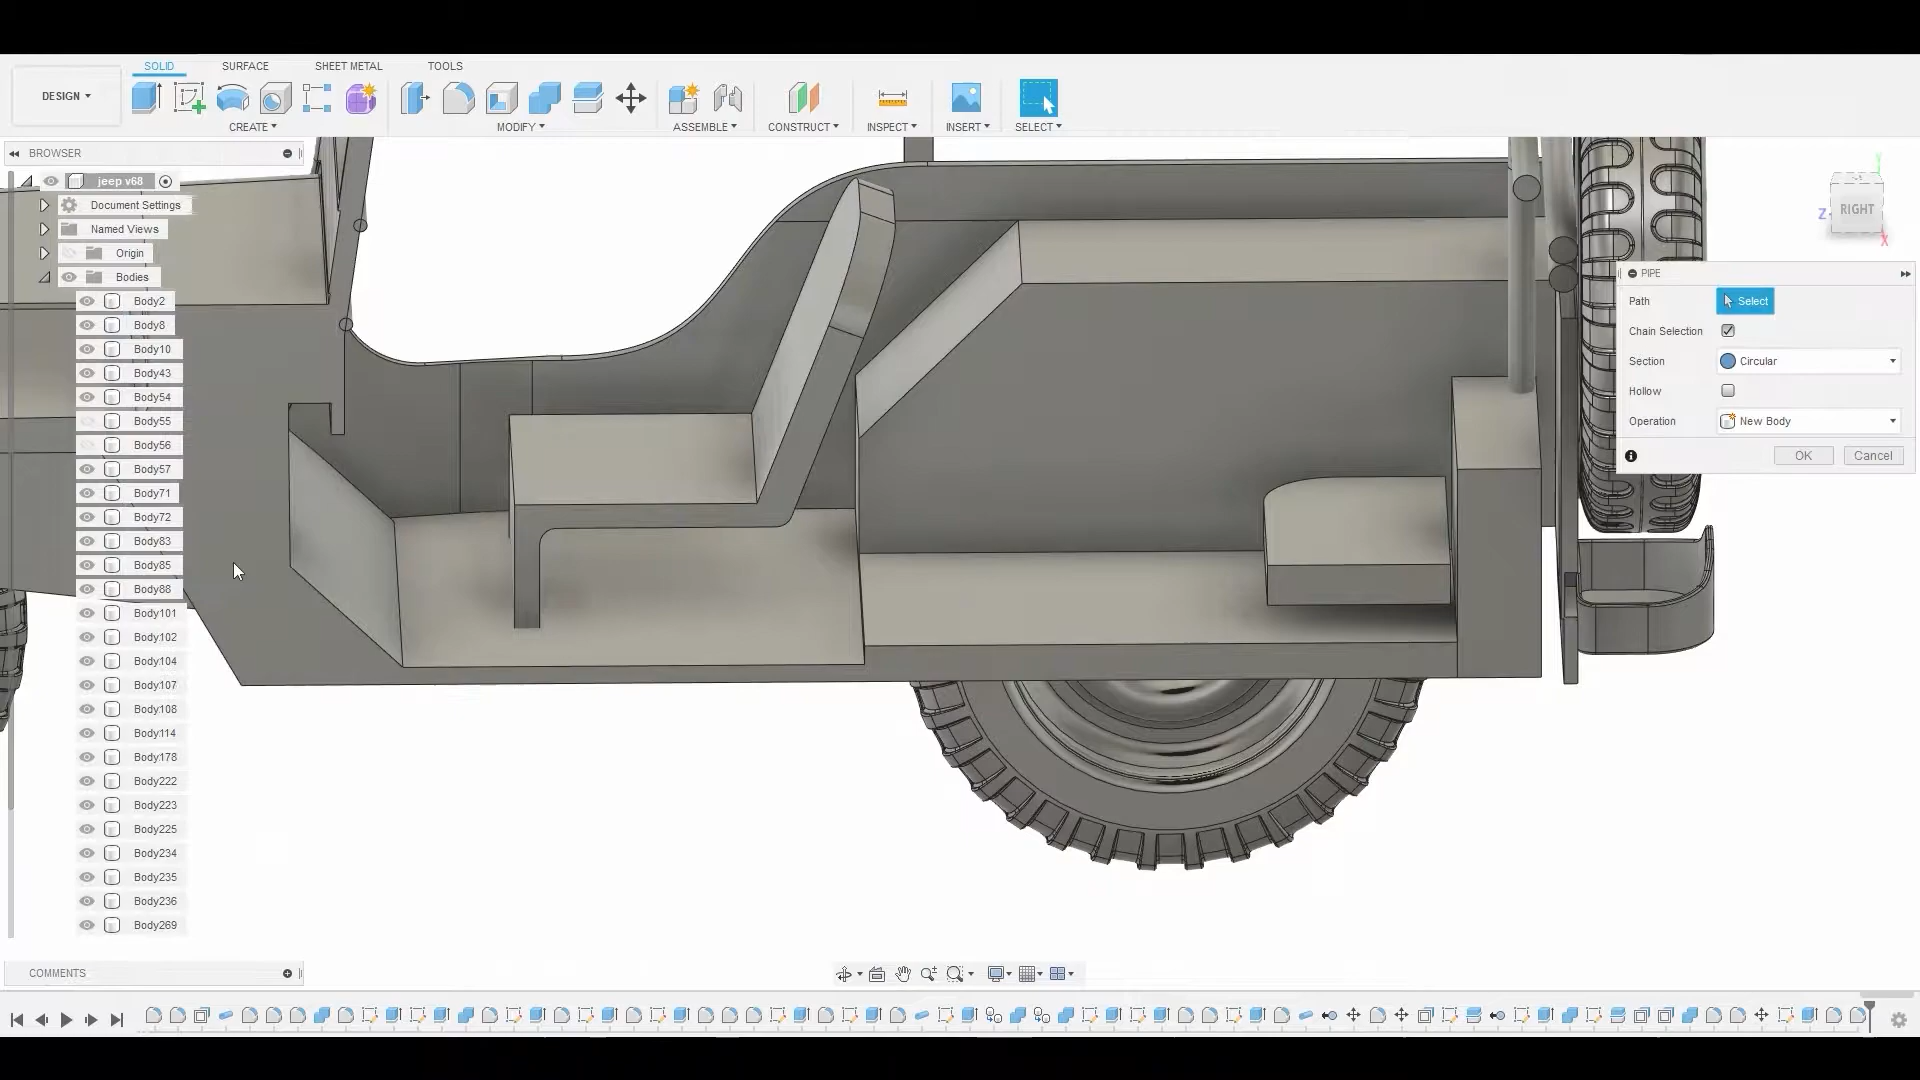 SOLID SURFACE SHEET METAL TOOLS
DESIGN
CREATE MODIFY ASSEMBLE CONSTRUCT INSPECT INSERT SELECT
BROWSER
jeep v68
Document Settings
Named Views
Origin
Bodies
Body2
Body8
Body10
Body43
Body54
Body55
Body56
Body57
Body71
Body72
Body83
Body85
Body88
Body101
Body102
Body104
Body107
Body108
Body114
Body178
Body222
Body223
Body225
Body234
Body235
Body236
Body269
RIGHT
Z
X
Y
PIPE
Path Select
Chain Selection
Section Circular
Hollow
Operation New Body
OK Cancel
COMMENTS